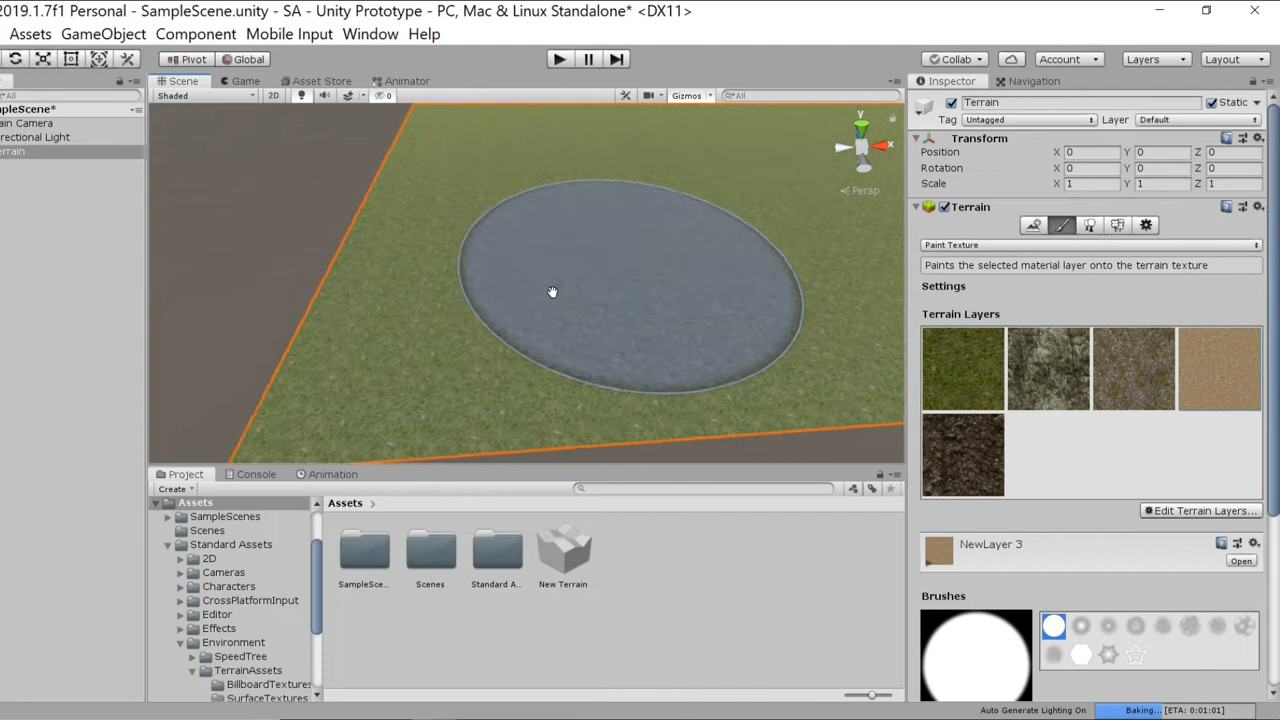 2019.1.7f1 Personal - SampleScene.unity - SA - Unity Prototype - PC, Mac & Linux Standalone* <DX11>
Assets GameObject Component Mobile Input Window Help
Pivot Global Collab Account Layers Layout
Scene Game Asset Store Animator
Shaded 2D Gizmos All
All
mpleScene*
ain Camera
rectional Light
errain
y
x
Persp
Inspector Navigation
Terrain Static
Tag Untagged Layer Default
Transform
Position X 0 Y 0 Z 0
Rotation X 0 Y 0 Z 0
Scale X 1 Y 1 Z 1
Terrain
Paint Texture
Paints the selected material layer onto the terrain texture
Settings
Terrain Layers
Edit Terrain Layers...
NewLayer 3
Open
Brushes
Project Console Animation
Create
Assets
SampleScenes
Scenes
Standard Assets
2D
Cameras
Characters
CrossPlatformInput
Editor
Effects
Environment
SpeedTree
TerrainAssets
BillboardTextures
SurfaceTextures
Assets
SampleSce... Scenes Standard A... New Terrain
Auto Generate Lighting On Baking... [ETA: 0:01:01]